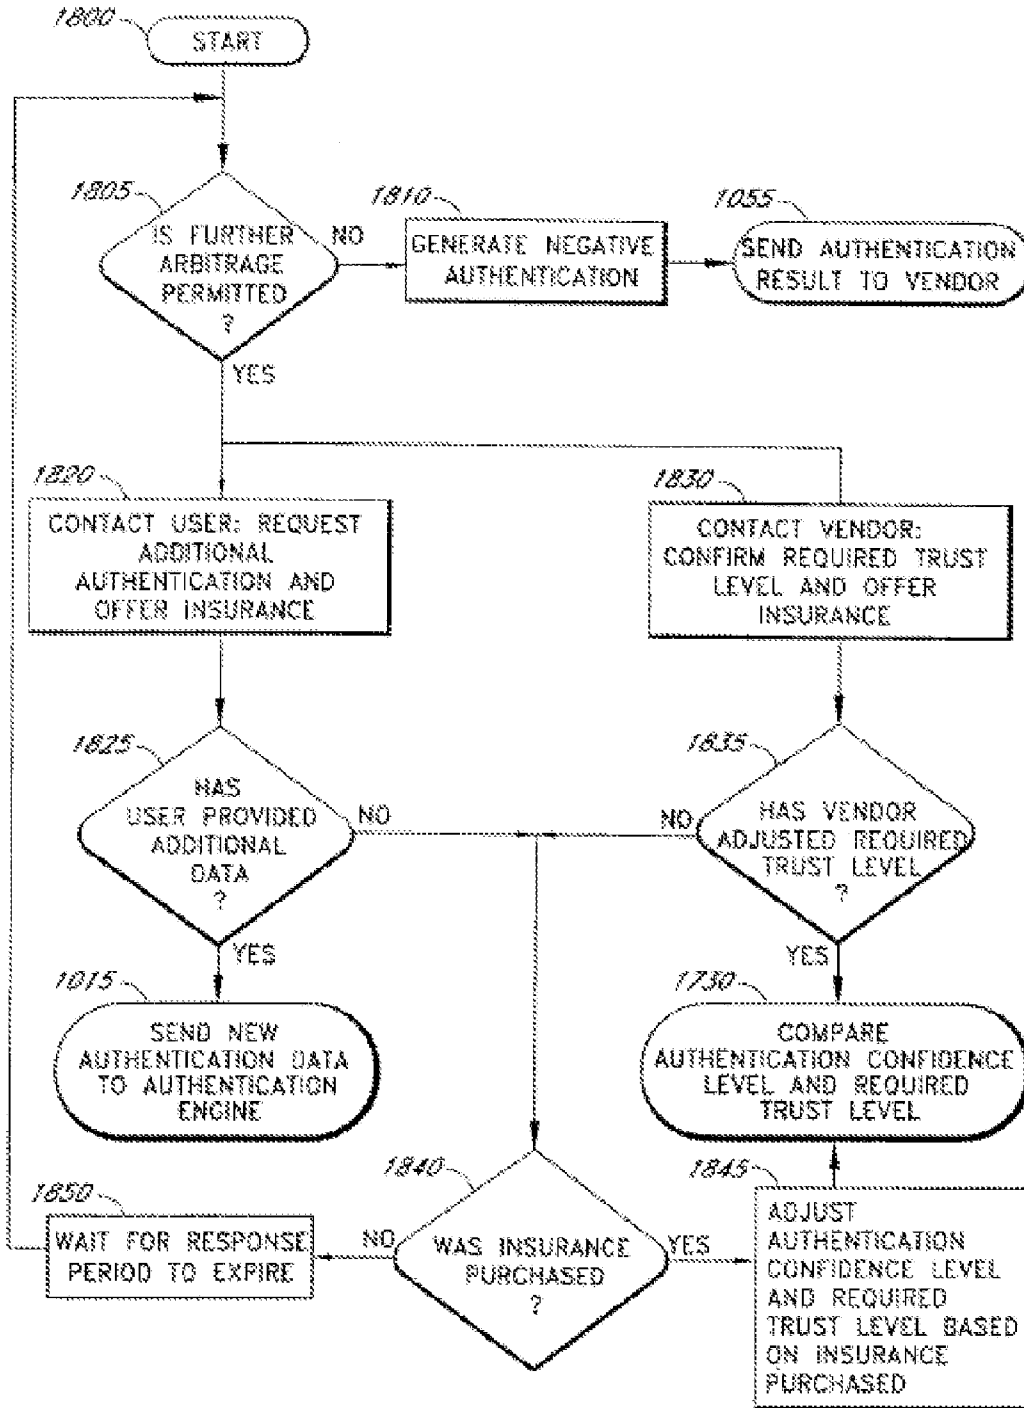 1800
START
1805
IS FURTHER
ARBITRAGE
PERMITTED
?
NO
YES
1810
GENERATE NEGATIVE
AUTHENTICATION
1055
SEND AUTHENTICATION
RESULT TO VENDOR
1820
CONTACT USER: REQUEST
ADDITIONAL
AUTHENTICATION AND
OFFER INSURANCE
1830
CONTACT VENDOR:
CONFIRM REQUIRED TRUST
LEVEL AND OFFER
INSURANCE
1825
HAS
USER PROVIDED
ADDITIONAL
DATA
?
NO
YES
1835
HAS VENDOR
ADJUSTED REQUIRED
TRUST LEVEL
?
NO
YES
1015
SEND NEW
AUTHENTICATION DATA
TO AUTHENTICATION
ENGINE
1730
COMPARE
AUTHENTICATION CONFIDENCE
LEVEL AND REQUIRED
TRUST LEVEL
1840
WAS INSURANCE
PURCHASED
?
NO
YES
1850
WAIT FOR RESPONSE
PERIOD TO EXPIRE
1845
ADJUST
AUTHENTICATION
CONFIDENCE LEVEL
AND REQUIRED
TRUST LEVEL BASED
ON INSURANCE
PURCHASED